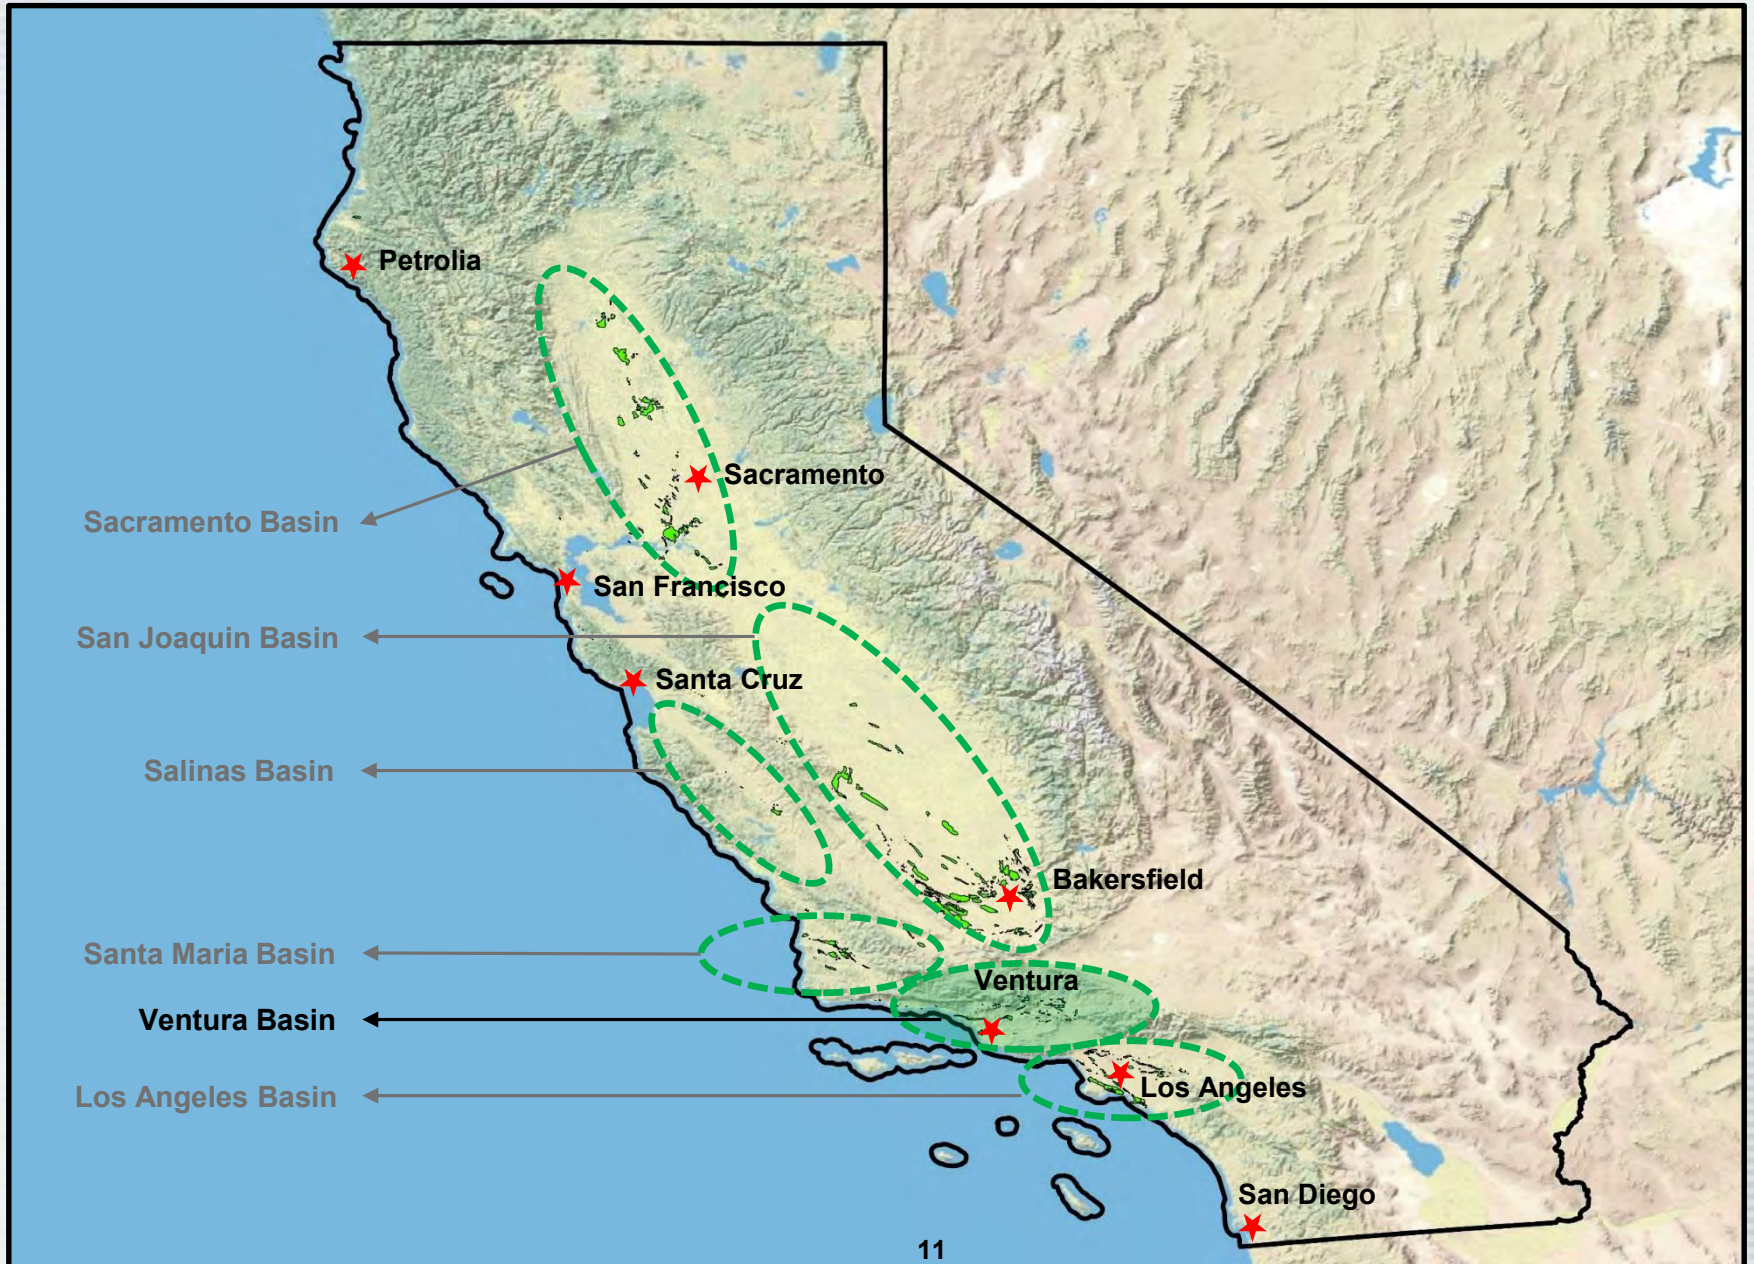 Petrolia
Sacramento
Sacramento Basin
San Francisco
San Joaquin Basin
Santa Cruz
Salinas Basin
Bakersfield
Santa Maria Basin
Ventura
Ventura Basin
Los Angeles
Los Angeles Basin
San Diego
11